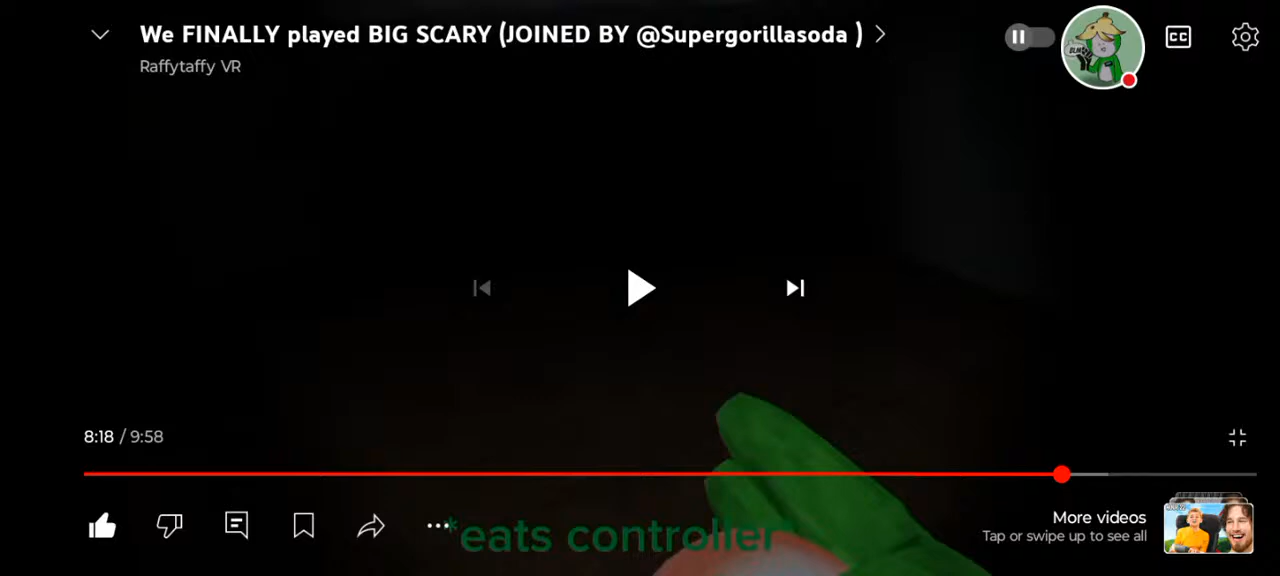 We FINALLY played BIG SCARY (JOINED BY @Supergorillasoda )
Raffytaffy VR
CC
8:18 / 9:58
*eats controller
More videos
Tap or swipe up to see all